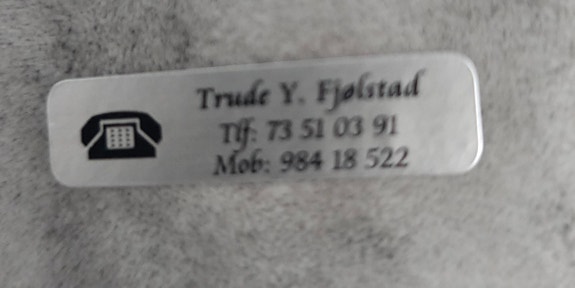 Trude Y. Fjølstad
Tlf: 73 51 03 91
Mob: 984 18 522